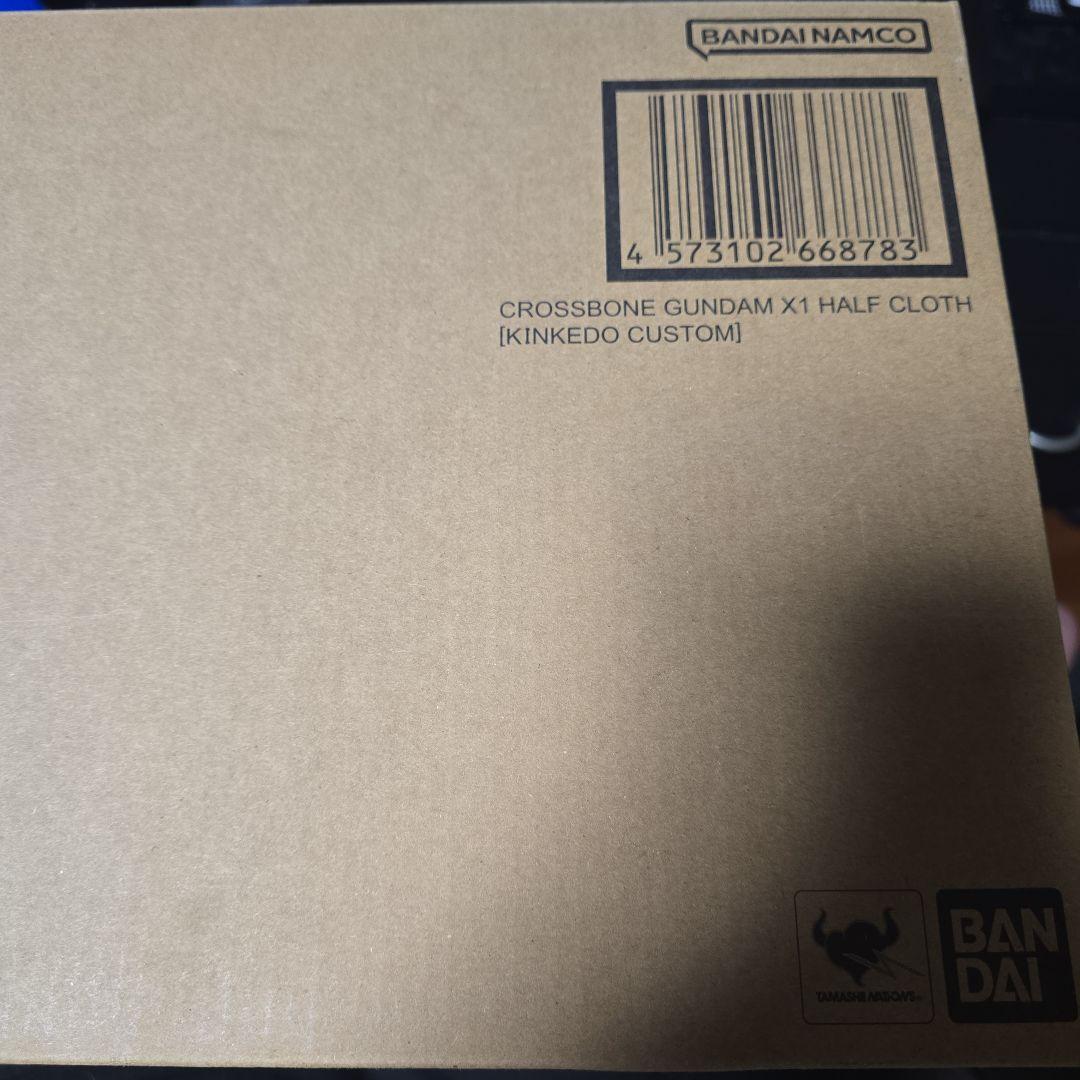 BANDAI NAMCO
4 573102 668783
CROSSBONE GUNDAM X1 HALF CLOTH
[KINKEDO CUSTOM]
TAMASHII NATIONS
BAN
DAI